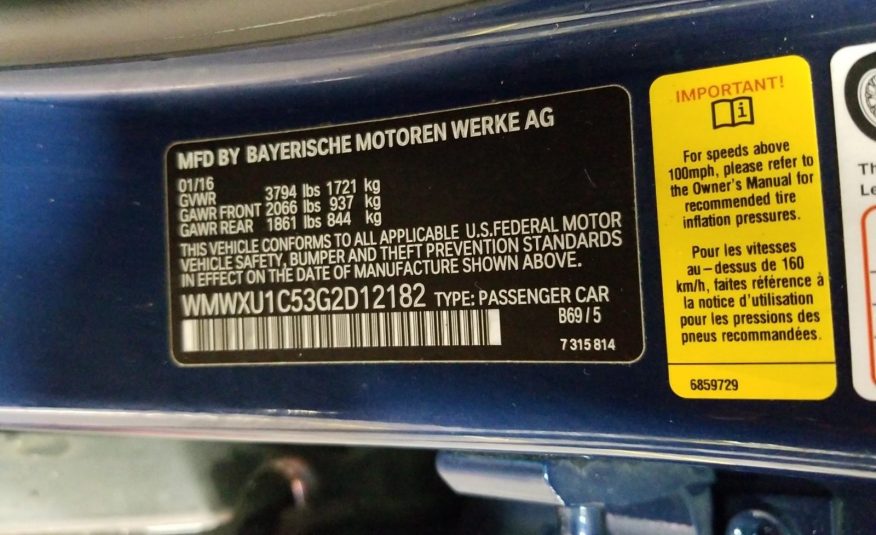 MFD BY BAYERISCHE MOTOREN WERKE AG
01/16
GVWR 3794 lbs 1721 kg
GAWR FRONT 2066 lbs 937 kg
GAWR REAR 1861 lbs 844 kg
THIS VEHICLE CONFORMS TO ALL APPLICABLE U.S.FEDERAL MOTOR
VEHICLE SAFETY, BUMPER AND THEFT PREVENTION STANDARDS
IN EFFECT ON THE DATE OF MANUFACTURE SHOWN ABOVE.
WMWXU1C53G2D12182 TYPE: PASSENGER CAR
B69/5
7 315 814
IMPORTANT!
For speeds above
100mph, please refer to
the Owner's Manual for
recommended tire
inflation pressures.
Pour les vitesses
au-dessus de 160
km/h, faites référence à
la notice d'utilisation
pour les pressions des
pneus recommandées.
6859729
Th
Le